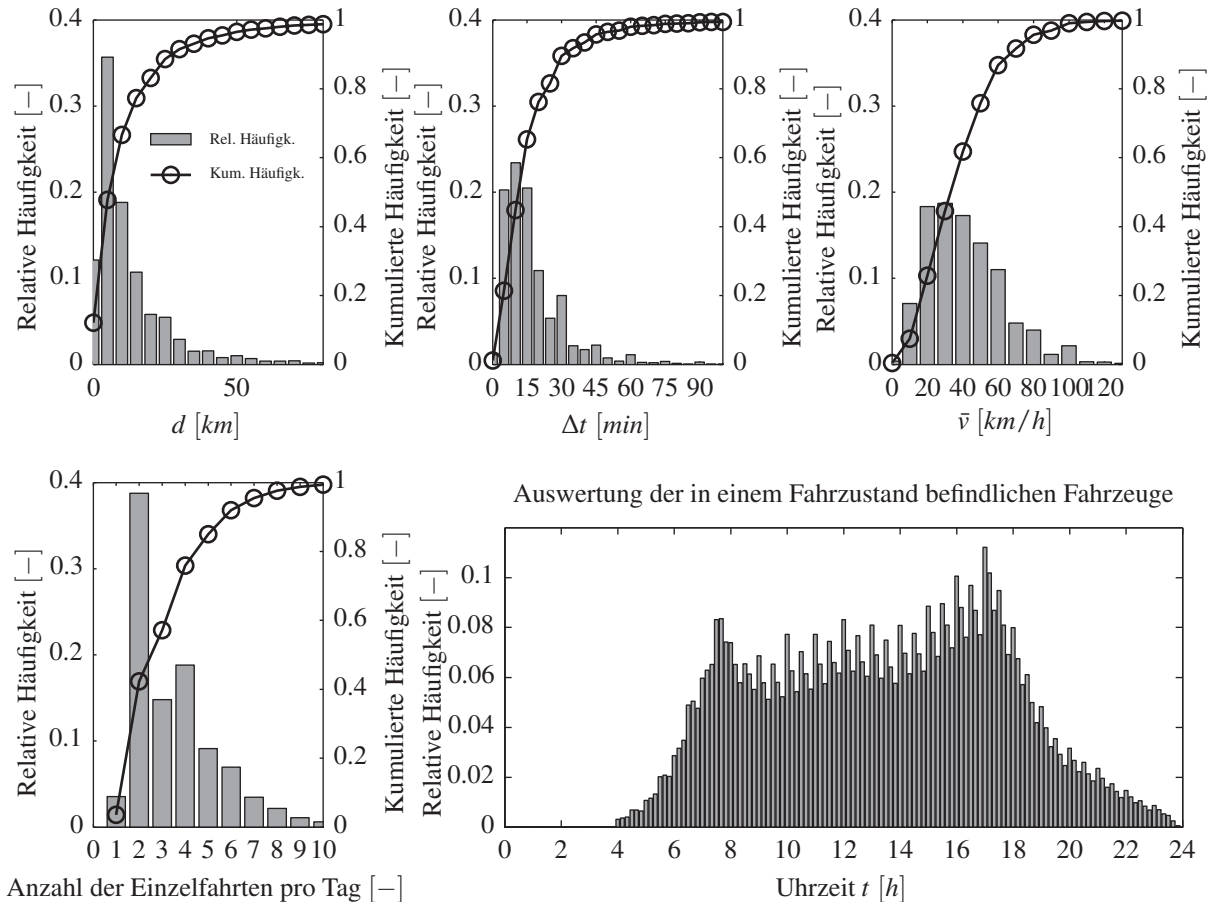 0.4
0.3
0.2
0.1
0
1
0.8
0.6
0.4
0.2
0
0
50
Relative Häufigkeit [−]
Kumulierte Häufigkeit [−]
d [km]
Rel. Häufigk.
Kum. Häufigk.
0.4
0.3
0.2
0.1
0
1
0.8
0.6
0.4
0.2
0
0 15 30 45 60 75 90
Relative Häufigkeit [−]
Kumulierte Häufigkeit [−]
Δt [min]
0.4
0.3
0.2
0.1
0
1
0.8
0.6
0.4
0.2
0
0 20 40 60 80 100 120
Relative Häufigkeit [−]
Kumulierte Häufigkeit [−]
v̄ [km/h]
0.4
0.3
0.2
0.1
0
1
0.8
0.6
0.4
0.2
0
0 1 2 3 4 5 6 7 8 9 10
Relative Häufigkeit [−]
Kumulierte Häufigkeit [−]
Anzahl der Einzelfahrten pro Tag [−]
Auswertung der in einem Fahrzustand befindlichen Fahrzeuge
0.1
0.08
0.06
0.04
0.02
0
0 2 4 6 8 10 12 14 16 18 20 22 24
Relative Häufigkeit [−]
Uhrzeit t [h]